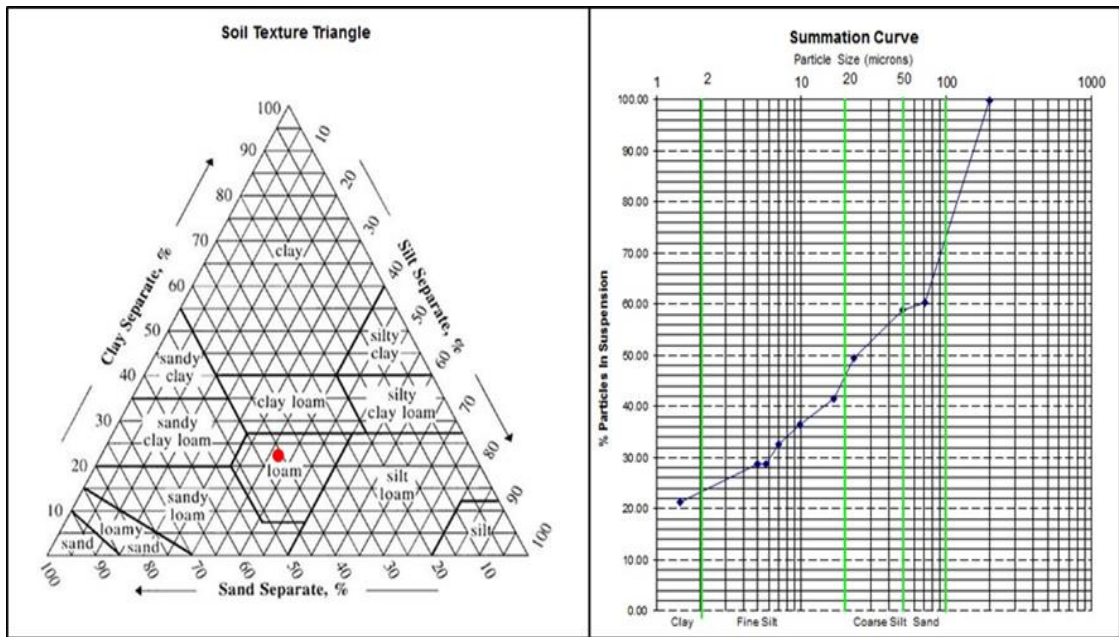 Soil Texture Triangle
100
90
80
70
60
50
40
30
20
10
10
20
30
40
50
60
70
80
90
100
100
90
80
70
60
50
40
30
20
10
Clay Separate, %
Silt Separate, %
Sand Separate, %
clay
silty
clay
sandy
clay
clay loam
silty
clay loam
sandy
clay loam
loam
silt
loam
sandy
loam
loamy
sand
sand
silt
Summation Curve
Particle Size (microns)
1 2 10 20 50 100 1000
% Particles In Suspension
100.00
90.00
80.00
70.00
60.00
50.00
40.00
30.00
20.00
10.00
0.00
Clay Fine Silt Coarse Silt Sand